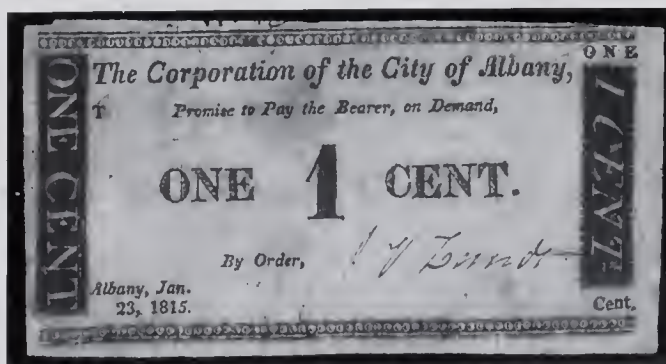 ONE CENT
The Corporation of the City of Albany,
Promise to Pay the Bearer, on Demand,
ONE 1 CENT.
By Order,
Albany, Jan.
23, 1815.
ONE
1 CENT
Cent.